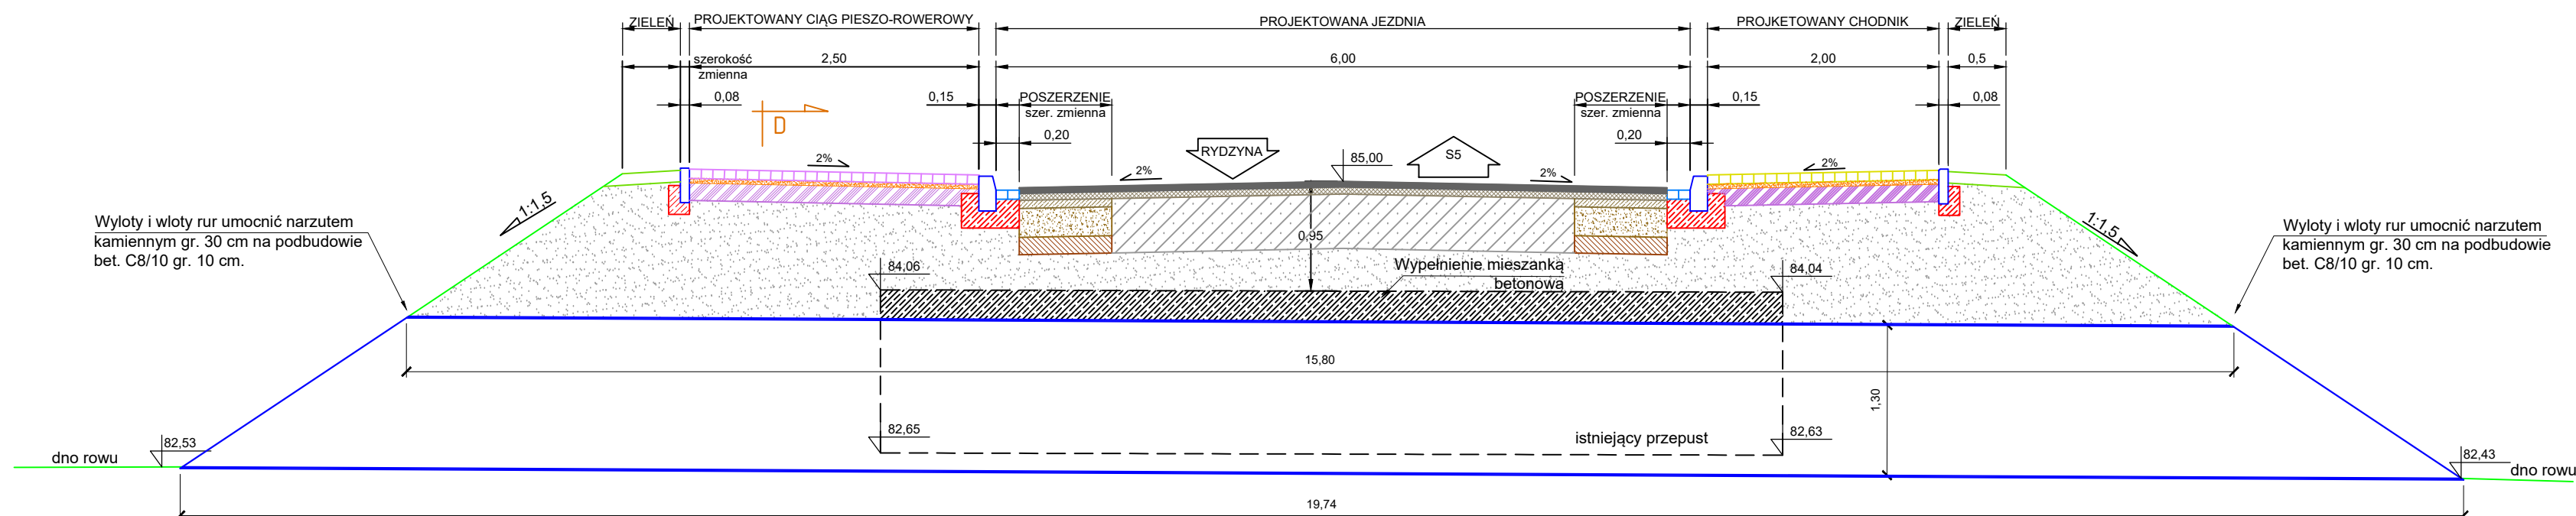 ZIELEŃ
PROJEKTOWANY CIĄG PIESZO-ROWEROWY
PROJEKTOWANA JEZDNIA
PROJKETOWANY CHODNIK
ZIELEŃ
szerokość
zmienna
2,50
6,00
2,00
0,5
0,08
0,15
POSZERZENIE
szer. zmienna
POSZERZENIE
szer. zmienna
0,15
0,08
D
0,20
0,20
2%
RYDZYNA
85,00
S5
2%
2%
2%
1:1,5
1:1,5
Wyloty i wloty rur umocnić narzutem
kamiennym gr. 30 cm na podbudowie
bet. C8/10 gr. 10 cm.
Wyloty i wloty rur umocnić narzutem
kamiennym gr. 30 cm na podbudowie
bet. C8/10 gr. 10 cm.
0,95
84,06
Wypełnienie mieszanką
betonową
84,04
15,80
1,30
82,65
istniejący przepust
82,63
82,53
dno rowu
82,43
dno rowu
19,74